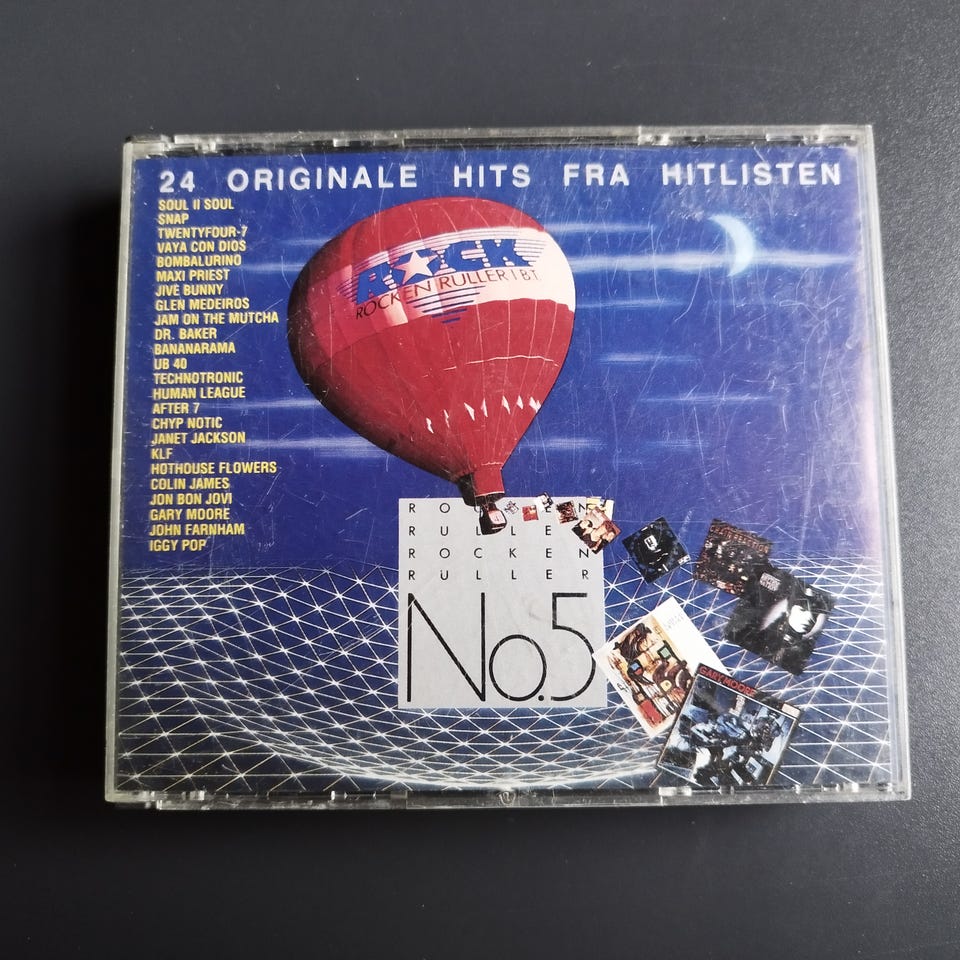 24 ORIGINALE HITS FRA HITLISTEN
SOUL II SOUL
SNAP
TWENTYFOUR-7
VAYA CON DIOS
BOMBALURINO
MAXI PRIEST
JIVE BUNNY
GLEN MEDEIROS
JAM ON THE MUTCHA
DR. BAKER
BANANARAMA
UB 40
TECHNOTRONIC
HUMAN LEAGUE
AFTER 7
CHYP NOTIC
JANET JACKSON
KLF
HOTHOUSE FLOWERS
COLIN JAMES
JON BON JOVI
GARY MOORE
JOHN FARNHAM
IGGY POP
ROCK
ROCKEN RULLER I B.T.
RULLER
ROCKEN
RULLER
No.5
GARY MOORE